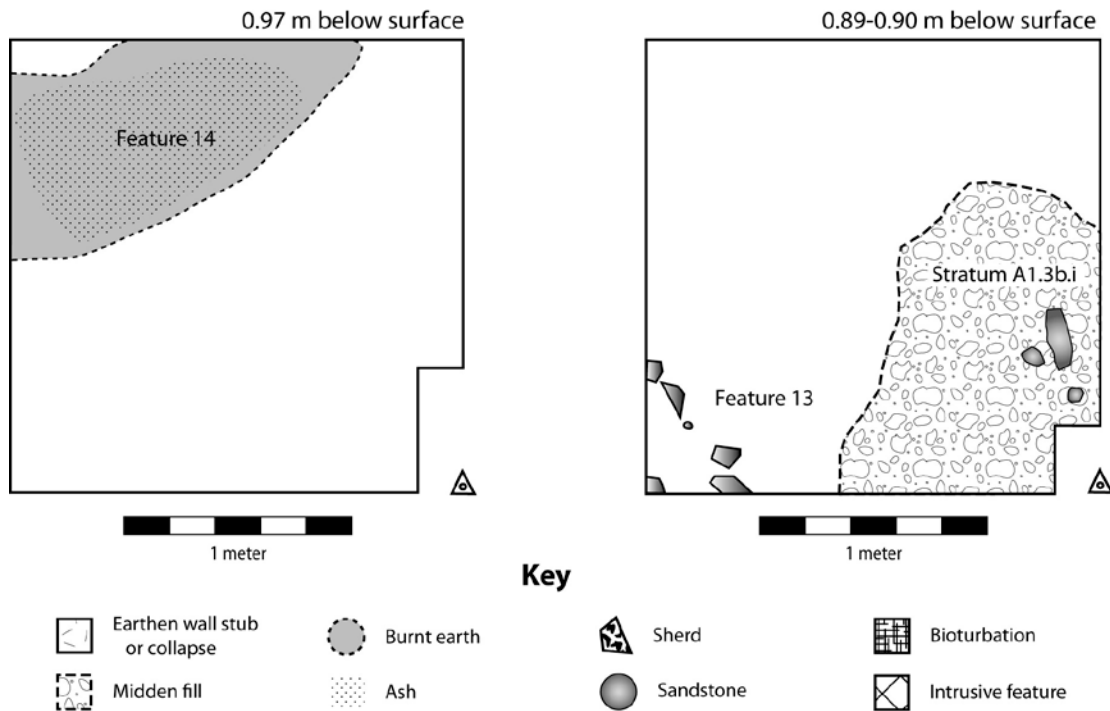 0.97 m below surface
Feature 14
1 meter
0.89-0.90 m below surface
Stratum A1.3b.i
Feature 13
1 meter
Key
Earthen wall stub
or collapse
Burnt earth
Sherd
Bioturbation
Midden fill
Ash
Sandstone
Intrusive feature